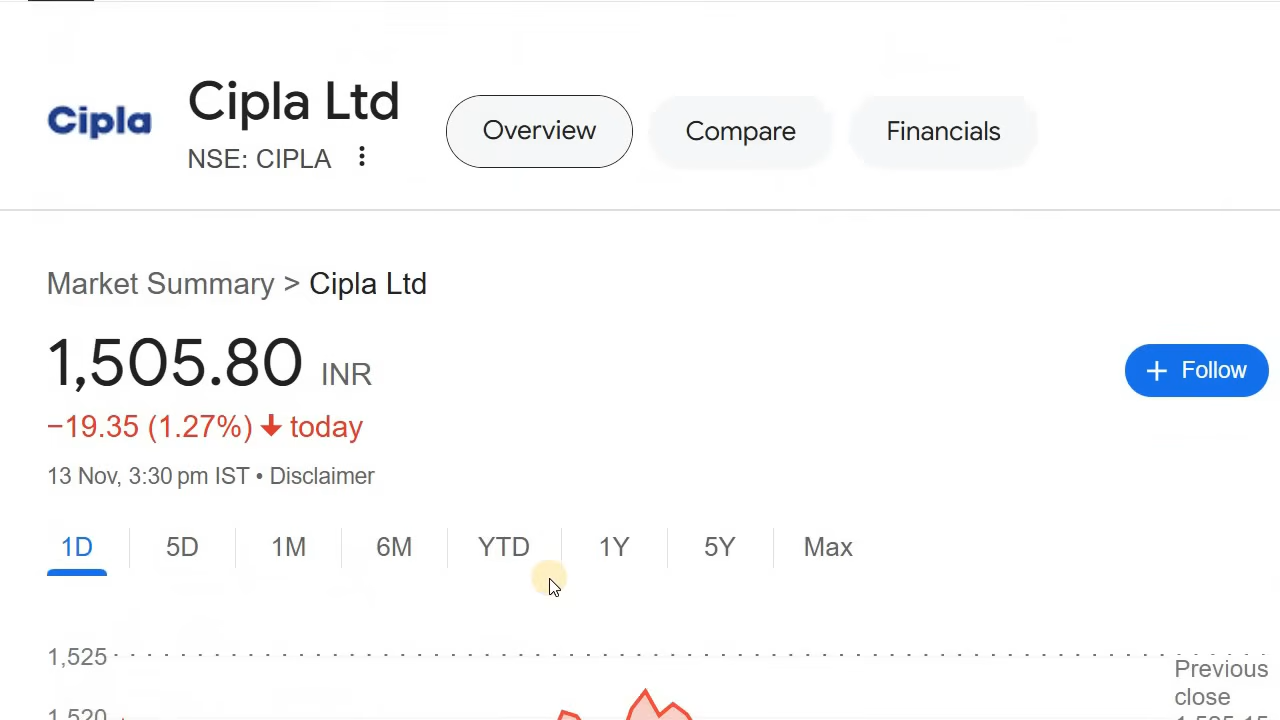 Cipla
Cipla Ltd
NSE: CIPLA
Overview
Compare
Financials
Market Summary > Cipla Ltd
1,505.80 INR
+ Follow
−19.35 (1.27%) ↓ today
13 Nov, 3:30 pm IST • Disclaimer
1D 5D 1M 6M YTD 1Y 5Y Max
1,525
Previous
close
1,520